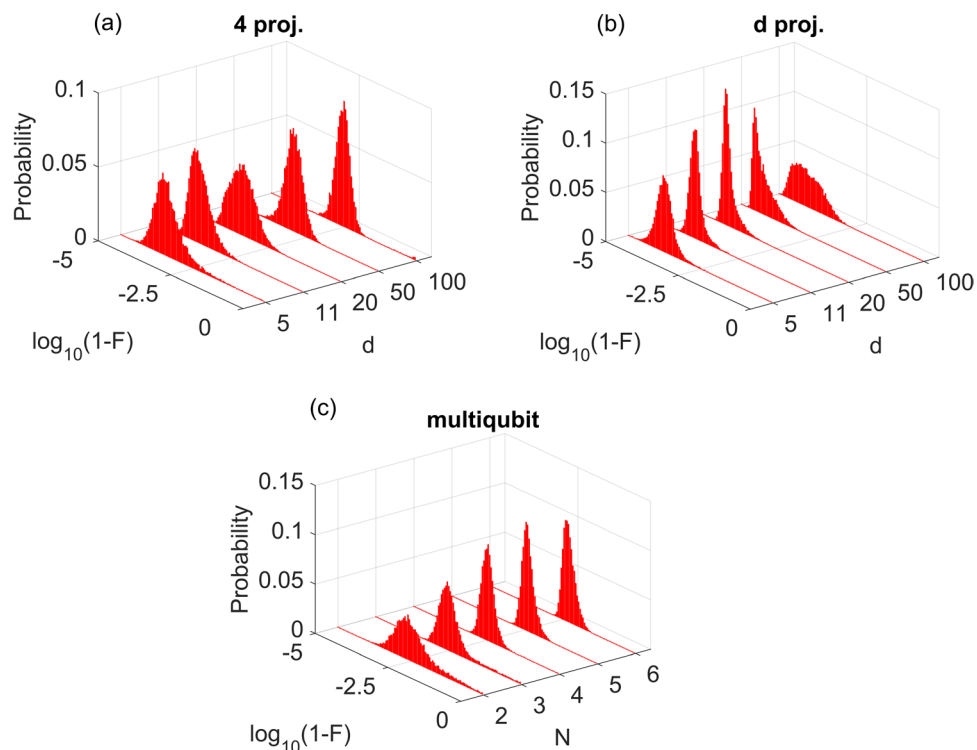 (a)
4 proj.
0.1
0.05
0
Probability
-5
-2.5
0
log10(1-F)
5
11
20
50
100
d
(b)
d proj.
0.15
0.1
0.05
0
Probability
-5
-2.5
0
log10(1-F)
5
11
20
50
100
d
(c)
multiqubit
0.15
0.1
0.05
0
Probability
-5
-2.5
0
log10(1-F)
2
3
4
5
6
N